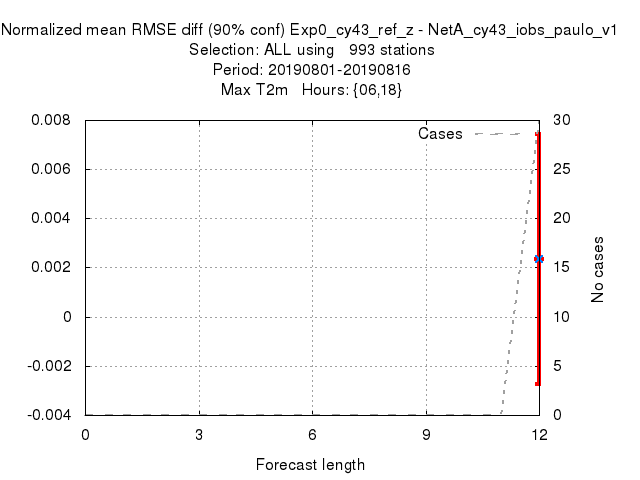 Normalized mean RMSE diff (90% conf) Exp0_cy43_ref_z - NetA_cy43_iobs_paulo_v1
Selection: ALL using   993 stations
Period: 20190801-20190816
Max T2m   Hours: {06,18}
Cases
0.008
0.006
0.004
0.002
0
-0.002
-0.004
30
25
20
15
10
5
0
No cases
0 3 6 9 12
Forecast length